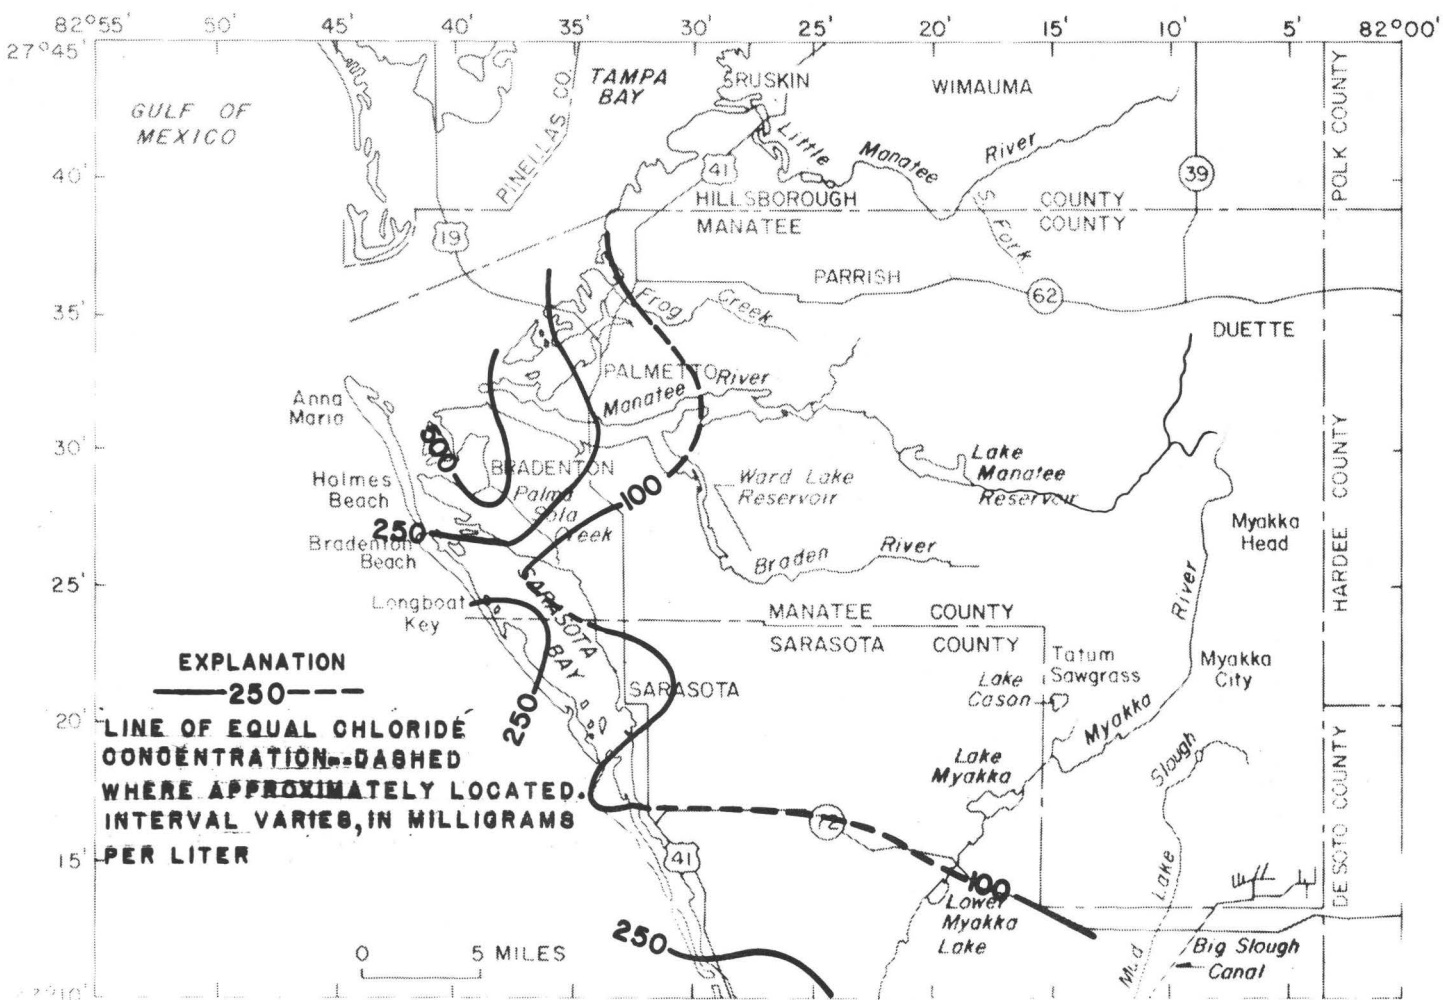 82°55' 50' 40' 35' 30' 25' 20' 15' 10' 5' 82°00'
27°45'
TAMPA
BAY
RUSKIN
WIMAUMA
GULF OF
MEXICO
PINELLAS CO.
POLK COUNTY
Little Manatee River
41
39
40'
HILLSBOROUGH COUNTY
MANATEE COUNTY
19
S. Fork
PARRISH
62
35'
Frog Creek
DUETTE
PALMETTO
Manatee River
Anna
Maria
30'
500
BRADENTON
Lake
Manatee
Reservoir
HARDEE COUNTY
Holmes
Beach
Palma
Sola
Creek
100
Ward Lake
Reservoir
250
Bradenton
Beach
Myakka
Head
Braden River
25'
SARASOTA
BAY
Longboat
Key
MANATEE COUNTY
SARASOTA COUNTY
River
EXPLANATION
250
Tatum
Sawgrass
Myakka
City
Lake
Cason
SARASOTA
250
20'
LINE OF EQUAL CHLORIDE
CONCENTRATION--DASHED
WHERE APPROXIMATELY LOCATED.
INTERVAL VARIES, IN MILLIGRAMS
PER LITER
Myakka
Lake
Myakka
Slough
DESOTO COUNTY
72
15'
41
100
Lake
Lower
Myakka
Lake
250
0 5 MILES
Mud
Big Slough
Canal
10'